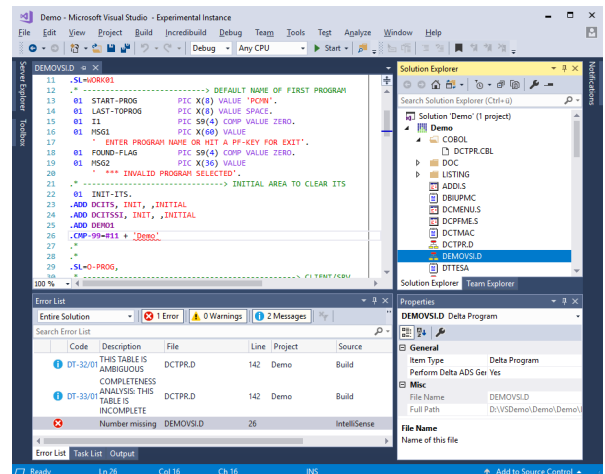 Demo - Microsoft Visual Studio - Experimental Instance
File Edit View Project Build Incredibuild Debug Team Tools Test Analyze Window Help
Debug Any CPU Start
Server Explorer
Toolbox
DEMOVSI.D
11 .SL=WORK01
12 .* ---------------------------> DEFAULT NAME OF FIRST PROGRAM
13 01 START-PROG PIC X(8) VALUE 'PCMN'.
14 01 LAST-TOPROG PIC X(8) VALUE SPACE.
15 01 I1 PIC S9(4) COMP VALUE ZERO.
16 01 MSG1 PIC X(60) VALUE
17 ' ENTER PROGRAM NAME OR HIT A PF-KEY FOR EXIT'.
18 01 FOUND-FLAG PIC S9(4) COMP VALUE ZERO.
19 01 MSG2 PIC X(36) VALUE
20 ' *** INVALID PROGRAM SELECTED'.
21 .* -------------------------------> INITIAL AREA TO CLEAR ITS
22 01 INIT-ITS.
23 .ADD DCITS, INIT, ,INITIAL
24 .ADD DCITSSI, INIT, ,INITIAL
25 .ADD DEMO1
26 .CMP-99=#11 + 'Demo'
27 .*
28 .*
29 .SL=O-PROG,
100 %
Error List
Entire Solution 1 Error 0 Warnings 2 Messages
Search Error List
Code Description File Line Project Source
DT-32/01 THIS TABLE IS AMBIGUOUS DCTPR.D 142 Demo Build
DT-33/01 COMPLETENESS ANALYSIS: THIS TABLE IS INCOMPLETE DCTPR.D 142 Demo Build
Number missing DEMOVSI.D 26 IntelliSense
Error List Task List Output
Solution Explorer
Search Solution Explorer (Ctrl+ü)
Solution 'Demo' (1 project)
Demo
COBOL
DCTPR.CBL
DOC
LISTING
ADDI.S
DBIUPMC
DCMENU.S
DCPFME.S
DCTMAC
DCTPR.D
DEMOVSI.D
DTTESA
Solution Explorer Team Explorer
Properties
DEMOVSI.D Delta Program
General
Item Type Delta Program
Perform Delta ADS Ger Yes
Misc
File Name DEMOVSI.D
Full Path D:\VSDemo\Demo\Demo\
File Name
Name of this file
Notifications
Ready Ln 26 Col 16 Ch 16 INS Add to Source Control